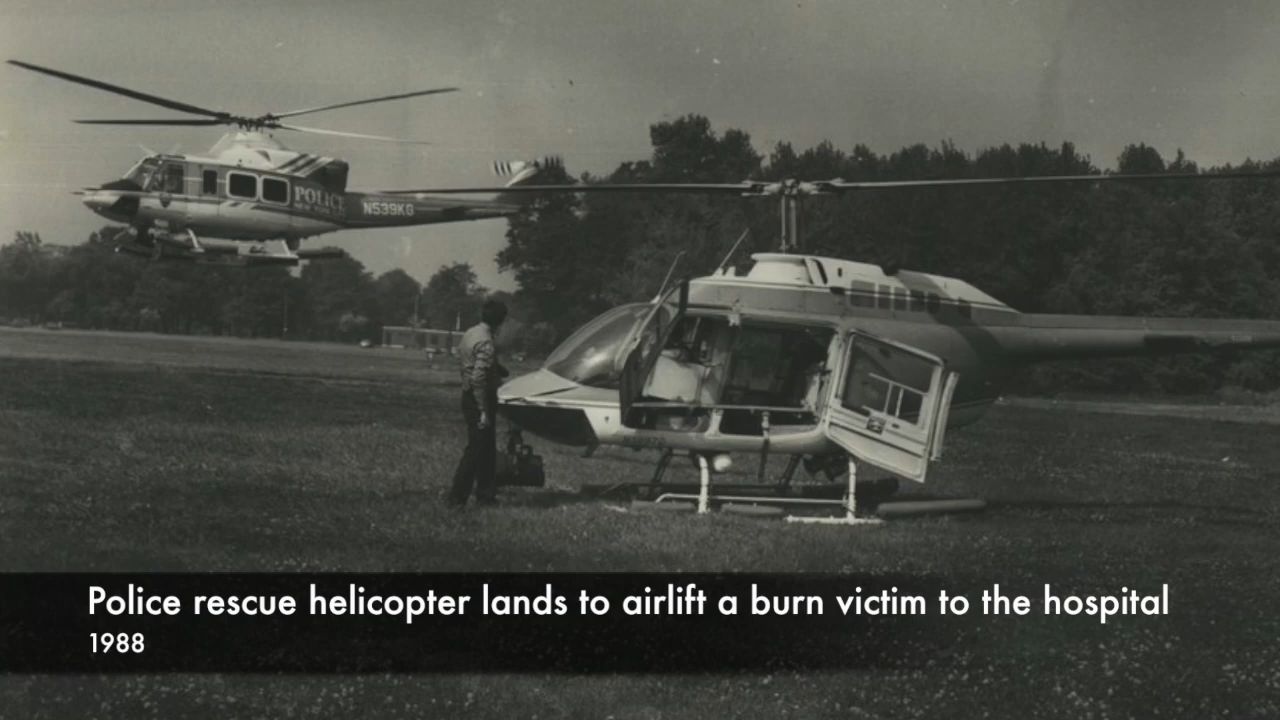 POLICE
N539KG
Police rescue helicopter lands to airlift a burn victim to the hospital
1988